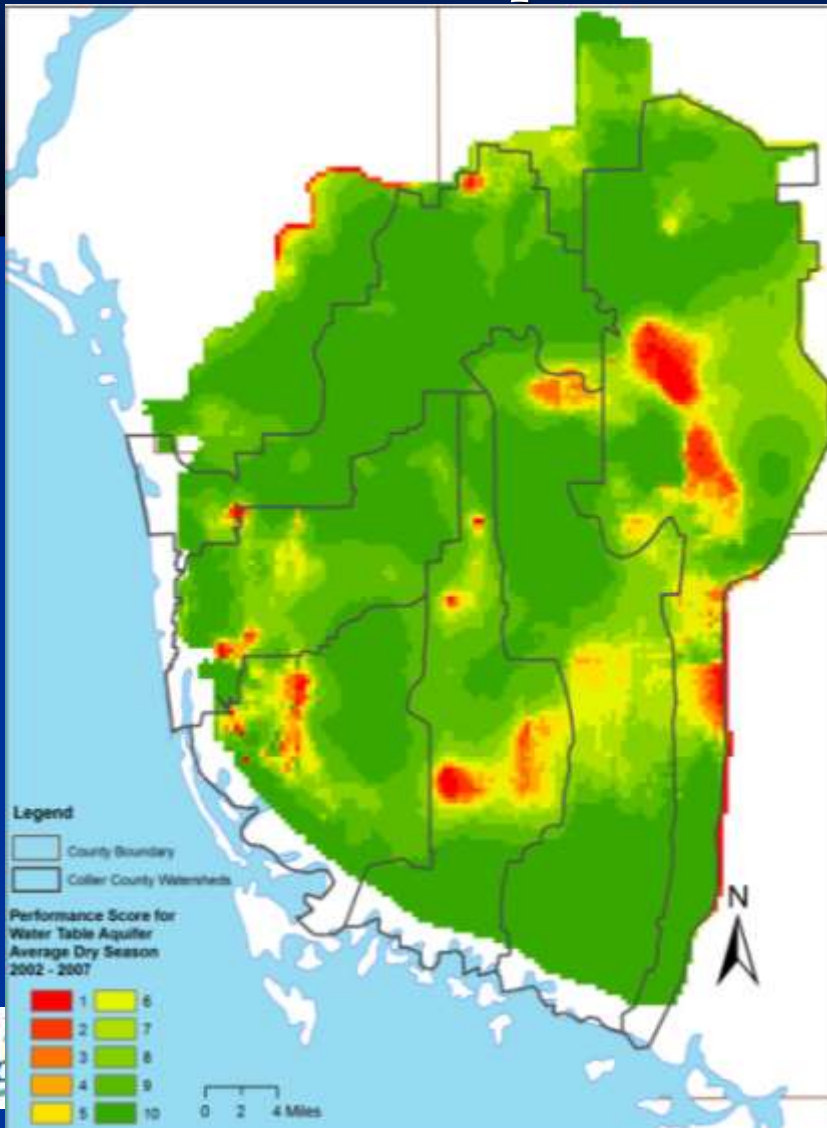 N
Legend
County Boundary
Collier County Watersheds
Performance Score for
Water Table Aquifer
Average Dry Season
2002 - 2007
1 6
2 7
3 8
4 9
5 10
0 2 4 Miles